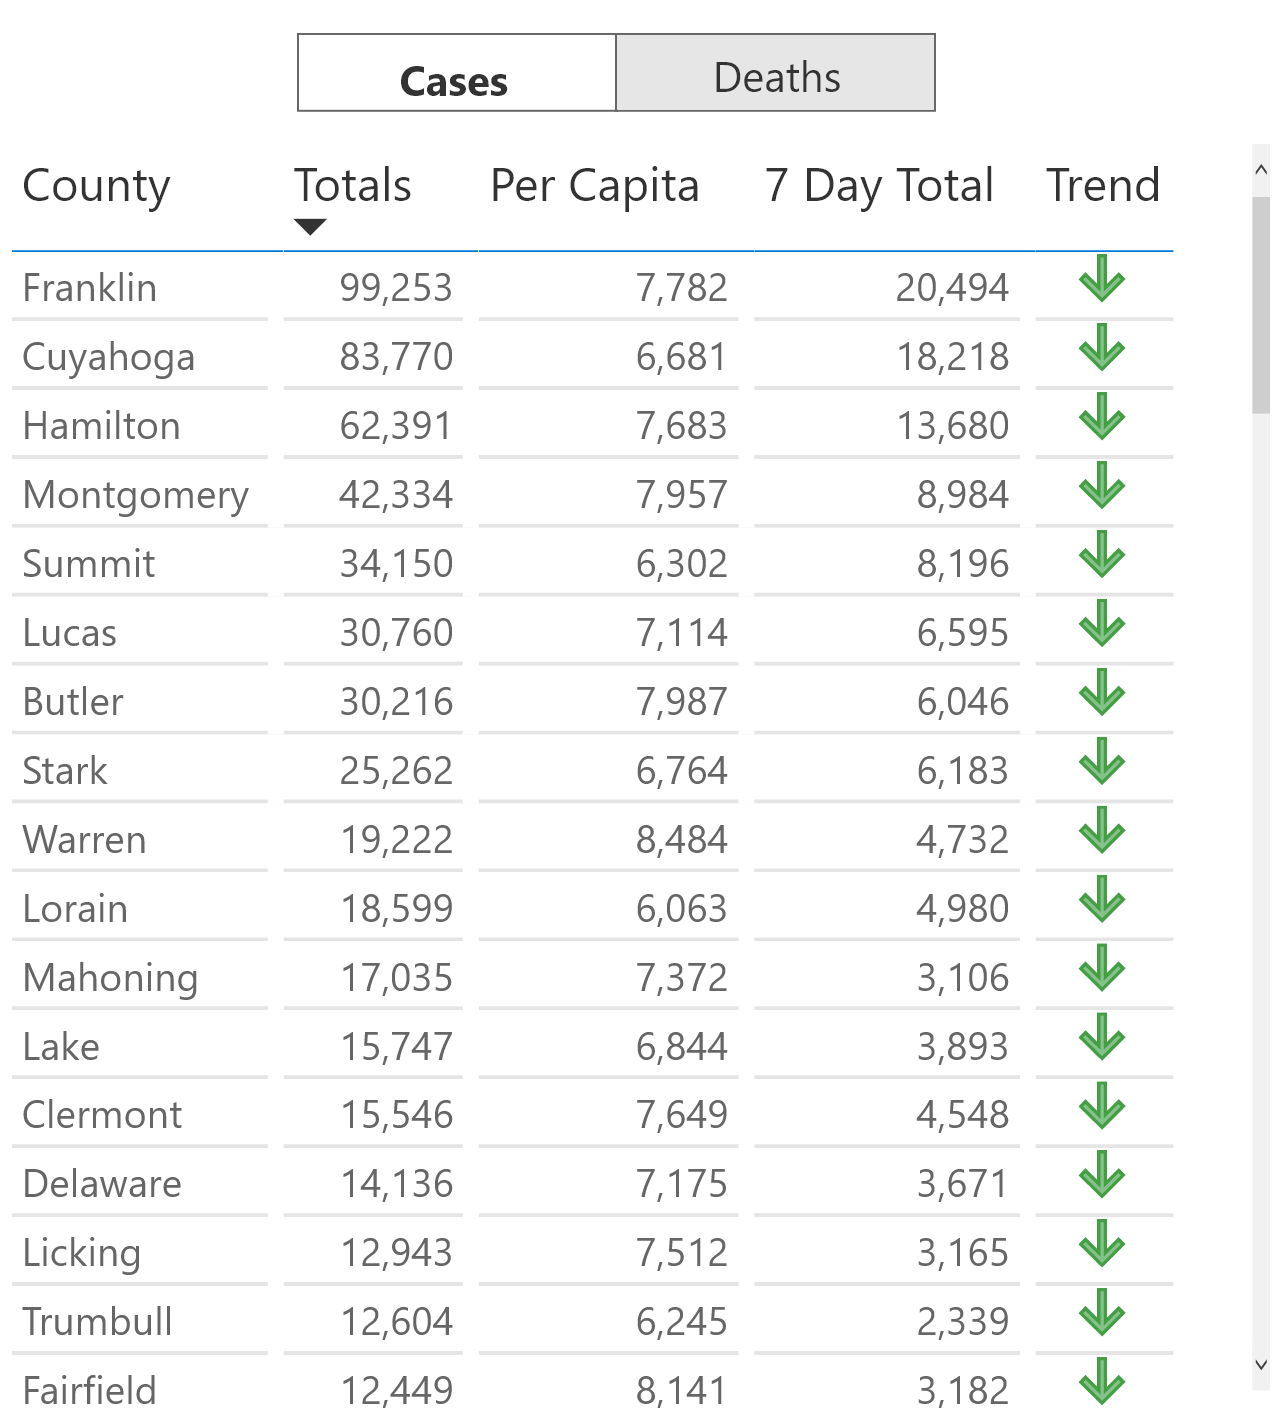 Cases Deaths
County Totals Per Capita 7 Day Total Trend
Franklin 99,253 7,782 20,494
Cuyahoga 83,770 6,681 18,218
Hamilton 62,391 7,683 13,680
Montgomery 42,334 7,957 8,984
Summit 34,150 6,302 8,196
Lucas 30,760 7,114 6,595
Butler 30,216 7,987 6,046
Stark 25,262 6,764 6,183
Warren 19,222 8,484 4,732
Lorain 18,599 6,063 4,980
Mahoning 17,035 7,372 3,106
Lake 15,747 6,844 3,893
Clermont 15,546 7,649 4,548
Delaware 14,136 7,175 3,671
Licking 12,943 7,512 3,165
Trumbull 12,604 6,245 2,339
Fairfield 12,449 8,141 3,182